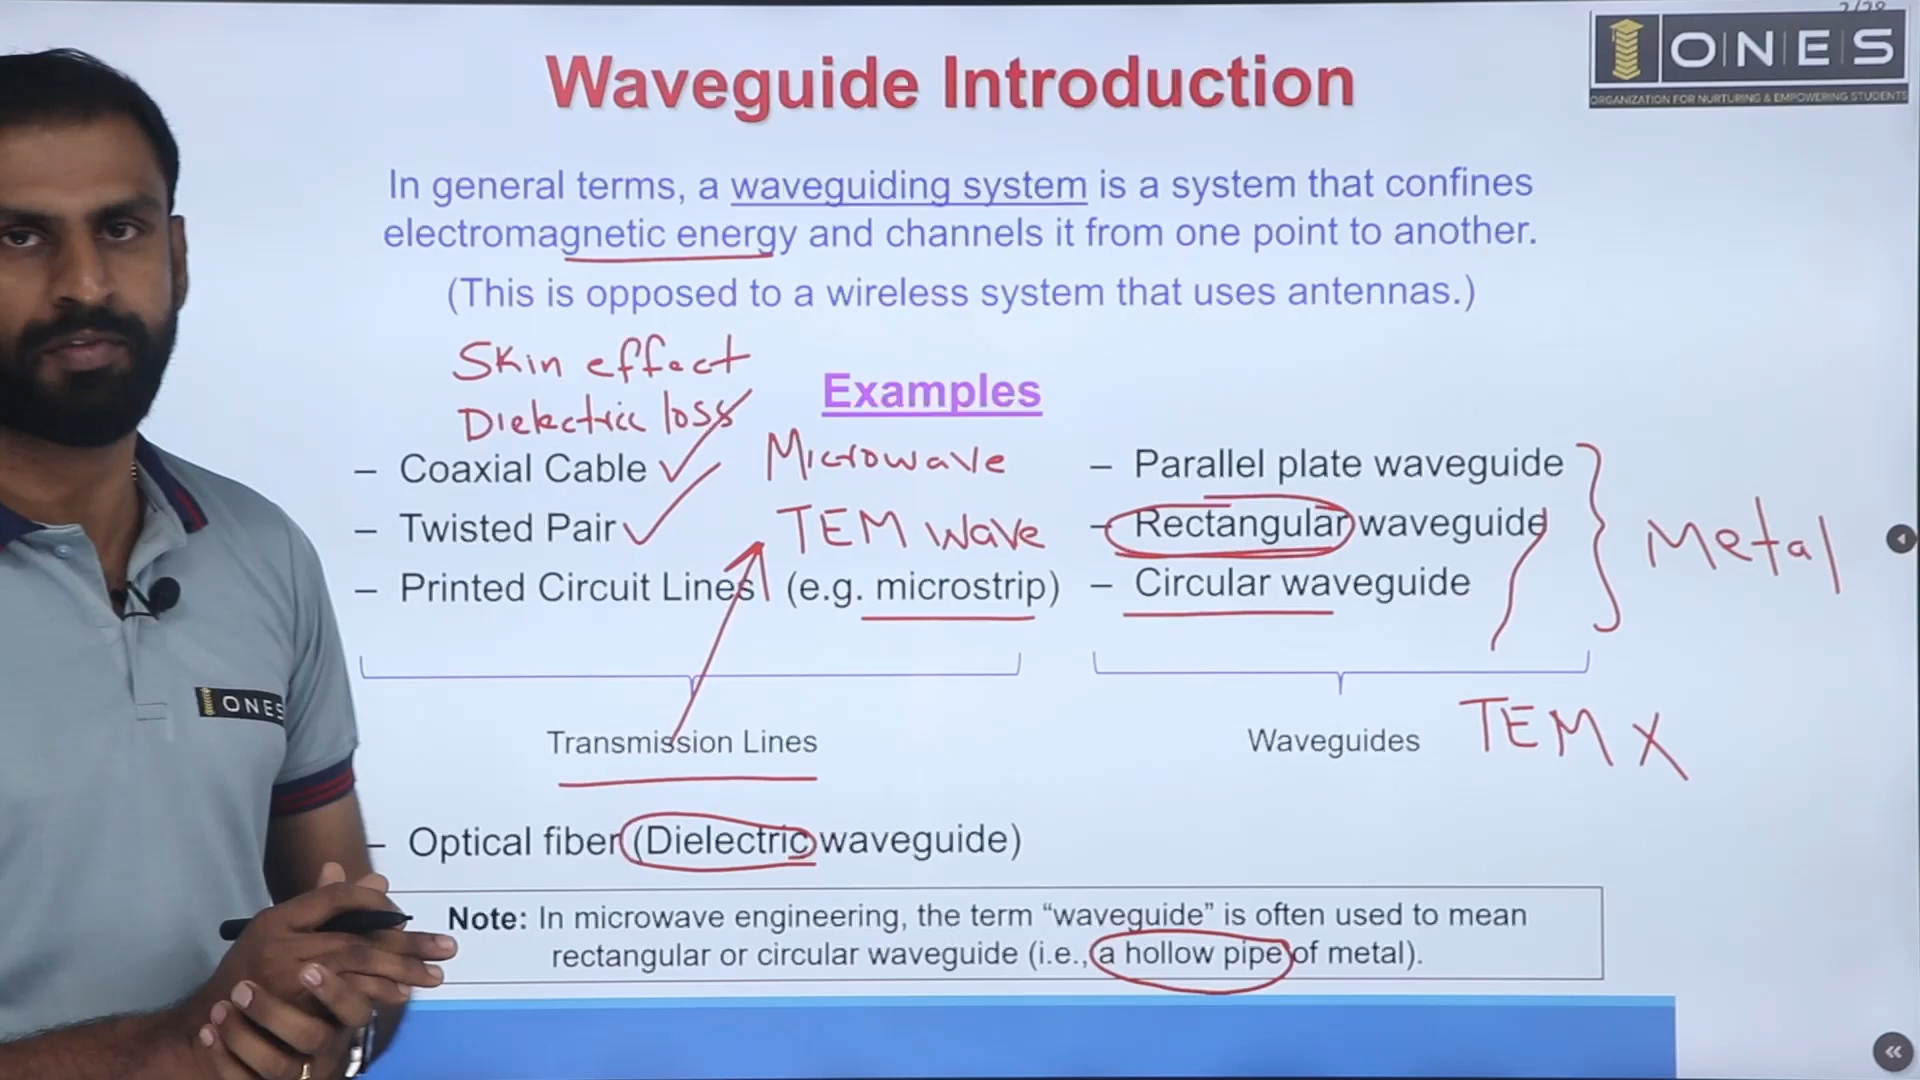 2/28
ONES
ORGANIZATION FOR NURTURING & EMPOWERING STUDENTS
Waveguide Introduction
In general terms, a waveguiding system is a system that confines
electromagnetic energy and channels it from one point to another.
(This is opposed to a wireless system that uses antennas.)
Skin effect
Dielectric loss
Examples
– Coaxial Cable
Microwave
– Twisted Pair
TEM Wave
– Printed Circuit Lines (e.g. microstrip)
– Parallel plate waveguide
– Rectangular waveguide
– Circular waveguide
Metal
Transmission Lines
Waveguides
TEM X
– Optical fiber (Dielectric waveguide)
Note: In microwave engineering, the term “waveguide” is often used to mean
rectangular or circular waveguide (i.e., a hollow pipe of metal).
ONES